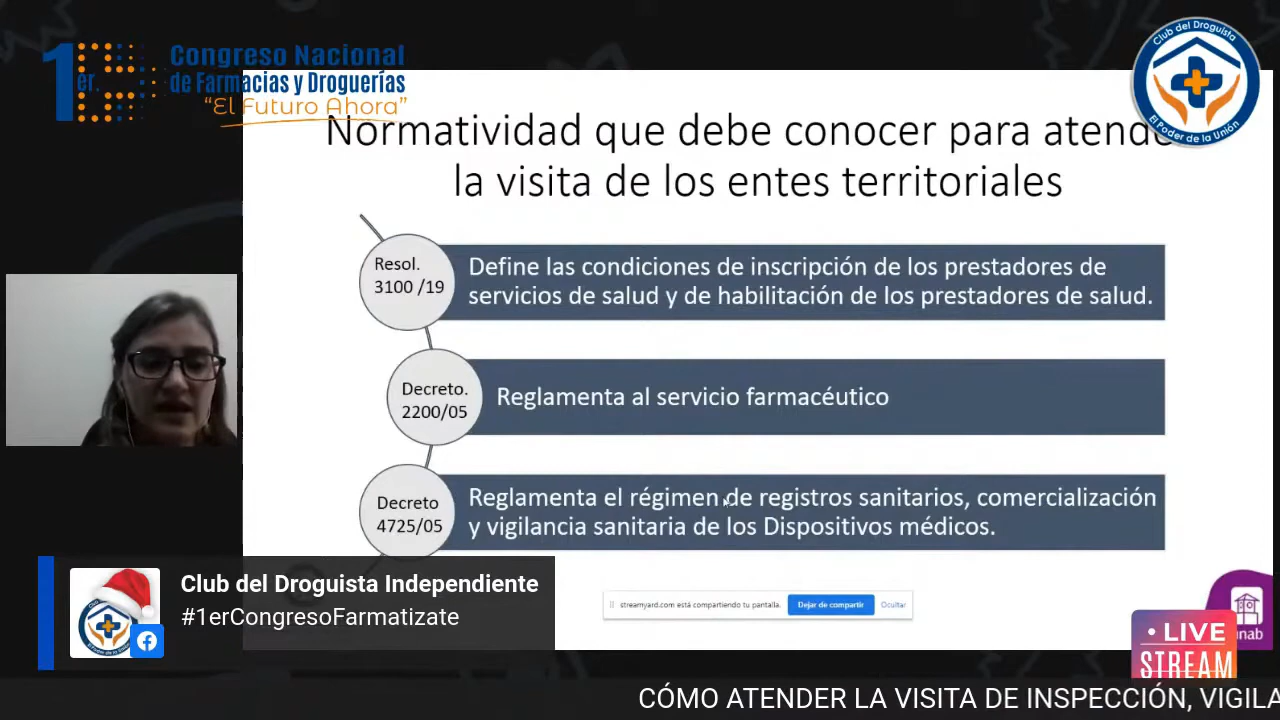 1er.
Congreso Nacional
de Farmacias y Droguerías
"El Futuro Ahora"
Club del Droguista
El Poder de la Unión
Normatividad que debe conocer para atende
la visita de los entes territoriales
Resol.
3100 /19
Define las condiciones de inscripción de los prestadores de
servicios de salud y de habilitación de los prestadores de salud.
Decreto.
2200/05
Reglamenta al servicio farmacéutico
Decreto
4725/05
Reglamenta el régimen de registros sanitarios, comercialización
y vigilancia sanitaria de los Dispositivos médicos.
Club del Droguista Independiente
#1erCongresoFarmatizate
streamyard.com está compartiendo tu pantalla.
Dejar de compartir
Ocultar
unab
• LIVE
STREAM
CÓMO ATENDER LA VISITA DE INSPECCIÓN, VIGILA